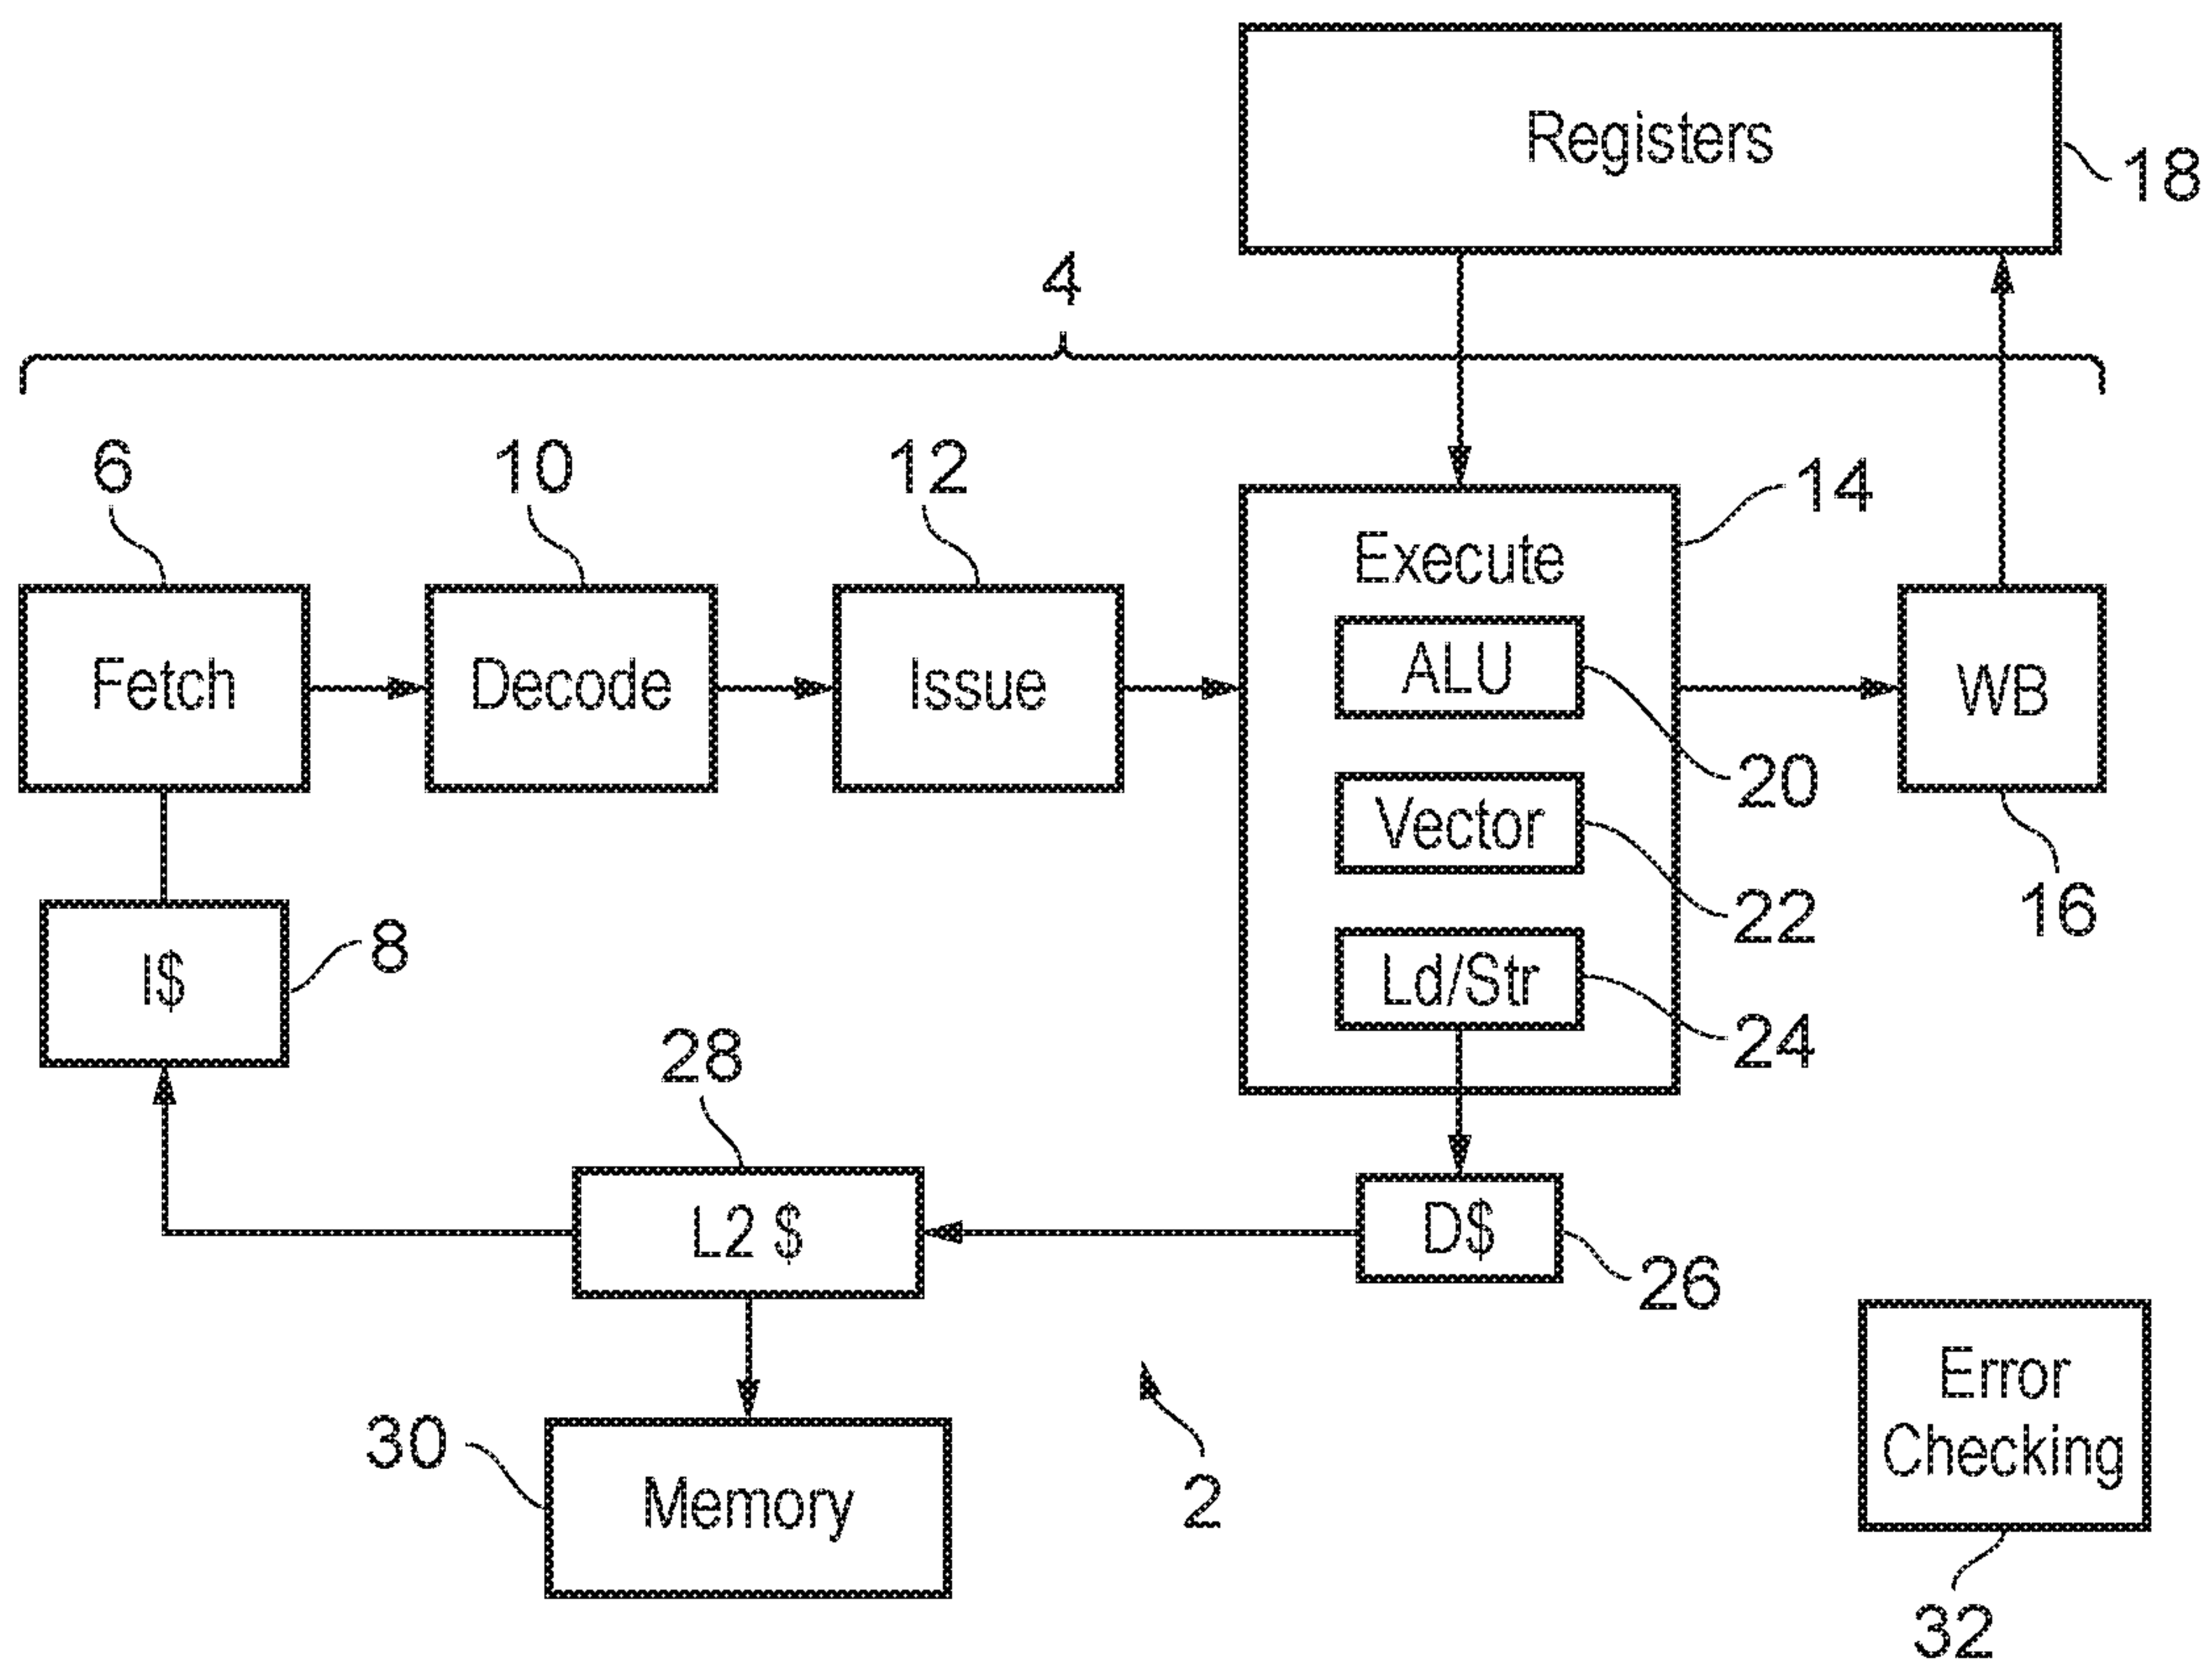 Registers
18
4
6
10
12
14
Execute
Fetch
Decode
Issue
ALU
WB
20
Vector
22
16
I$
8
Ld/Str
24
28
L2 $
D$
26
30
Memory
2
Error
Checking
32